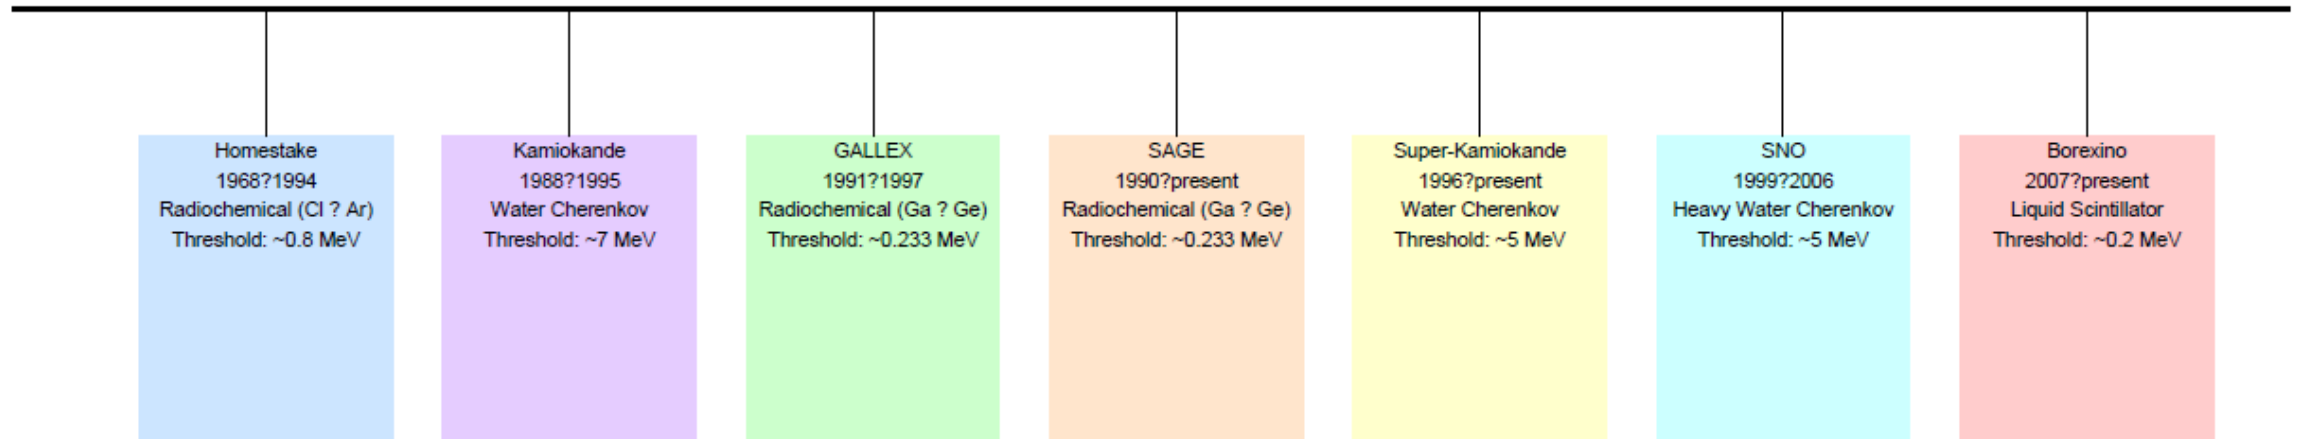 Homestake
1968?1994
Radiochemical (Cl ? Ar)
Threshold: ~0.8 MeV
Kamiokande
1988?1995
Water Cherenkov
Threshold: ~7 MeV
GALLEX
1991?1997
Radiochemical (Ga ? Ge)
Threshold: ~0.233 MeV
SAGE
1990?present
Radiochemical (Ga ? Ge)
Threshold: ~0.233 MeV
Super-Kamiokande
1996?present
Water Cherenkov
Threshold: ~5 MeV
SNO
1999?2006
Heavy Water Cherenkov
Threshold: ~5 MeV
Borexino
2007?present
Liquid Scintillator
Threshold: ~0.2 MeV